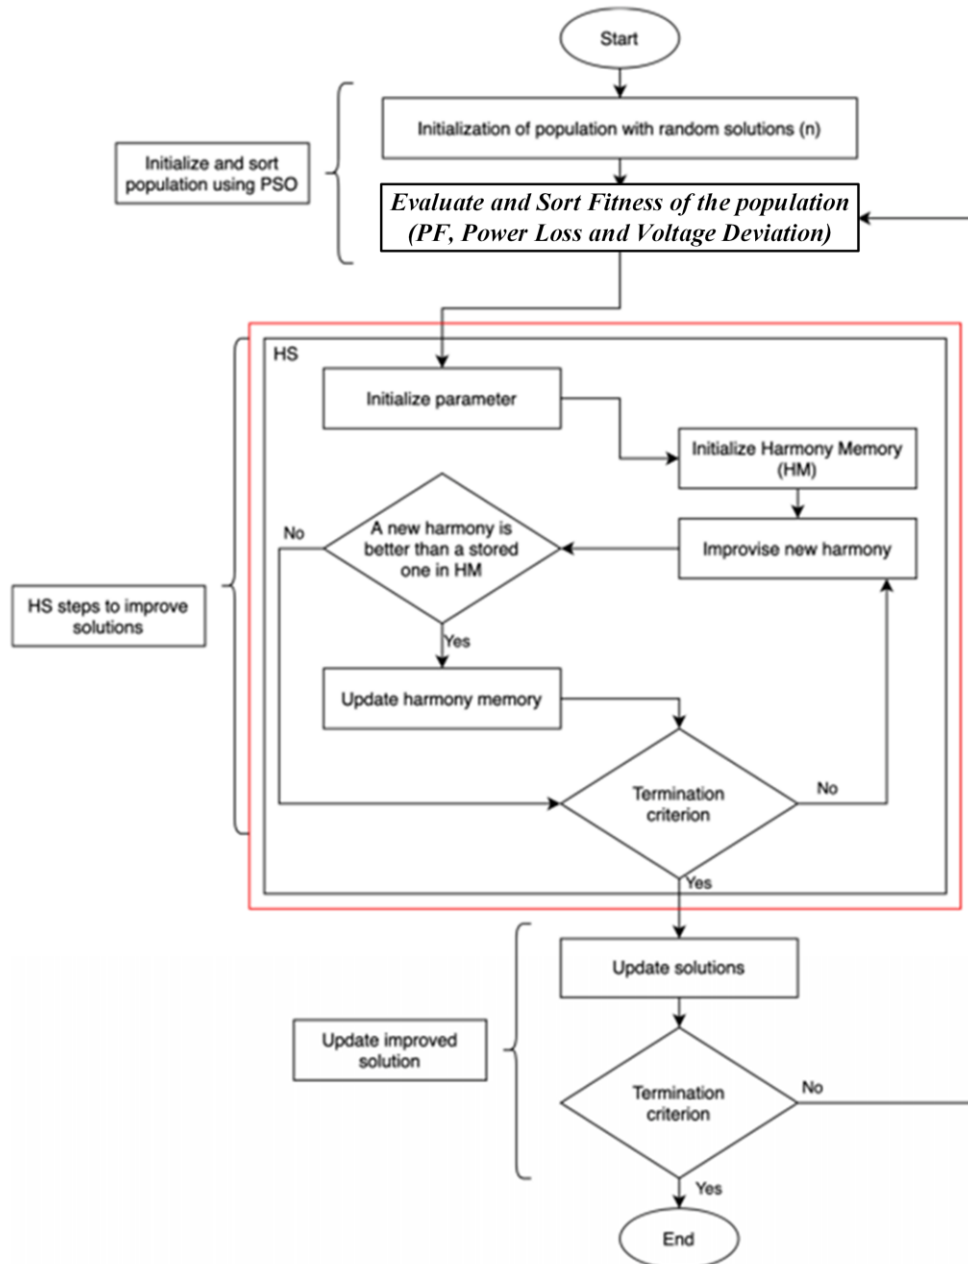 Start
Initialization of population with random solutions (n)
Initialize and sort
population using PSO
Evaluate and Sort Fitness of the population
(PF, Power Loss and Voltage Deviation)
HS
Initialize parameter
Initialize Harmony Memory
(HM)
No
A new harmony is
better than a stored
one in HM
Improvise new harmony
HS steps to improve
solutions
Yes
Update harmony memory
Termination
criterion
No
Yes
Update solutions
Update improved
solution
Termination
criterion
No
Yes
End